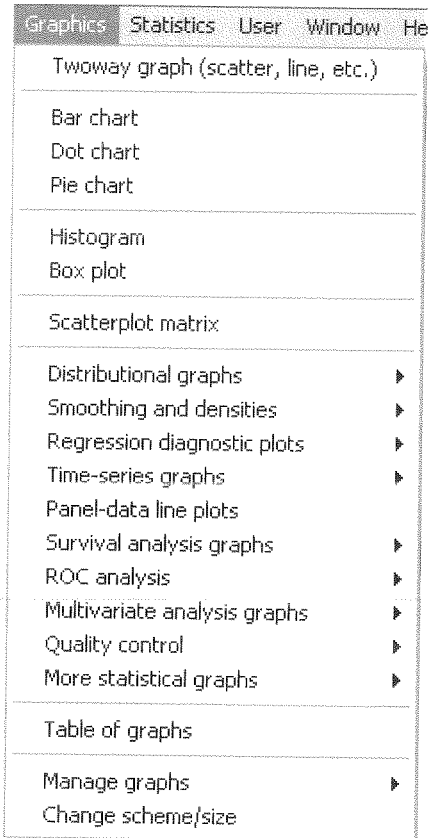 Graphics Statistics User Window He
Twoway graph (scatter, line, etc.)
Bar chart
Dot chart
Pie chart
Histogram
Box plot
Scatterplot matrix
Distributional graphs
Smoothing and densities
Regression diagnostic plots
Time-series graphs
Panel-data line plots
Survival analysis graphs
ROC analysis
Multivariate analysis graphs
Quality control
More statistical graphs
Table of graphs
Manage graphs
Change scheme/size